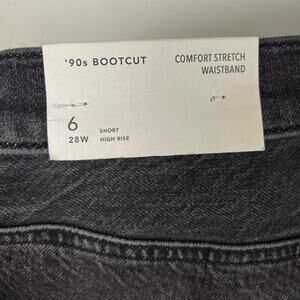 '90s BOOTCUT
COMFORT STRETCH
WAISTBAND
6
SHORT
28W
HIGH RISE